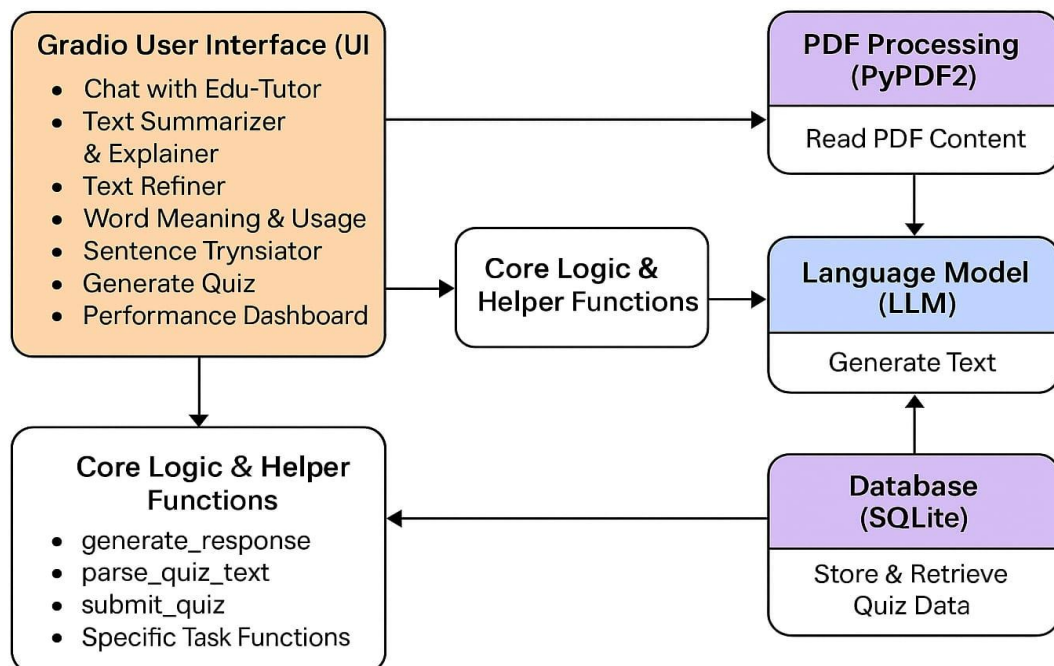 Gradio User Interface (UI
• Chat with Edu-Tutor
• Text Summarizer
& Explainer
• Text Refiner
• Word Meaning & Usage
• Sentence Trynsiator
• Generate Quiz
• Performance Dashboard
PDF Processing
(PyPDF2)
Read PDF Content
Core Logic &
Helper Functions
Language Model
(LLM)
Generate Text
Core Logic & Helper
Functions
• generate_response
• parse_quiz_text
• submit_quiz
• Specific Task Functions
Database
(SQLite)
Store & Retrieve
Quiz Data